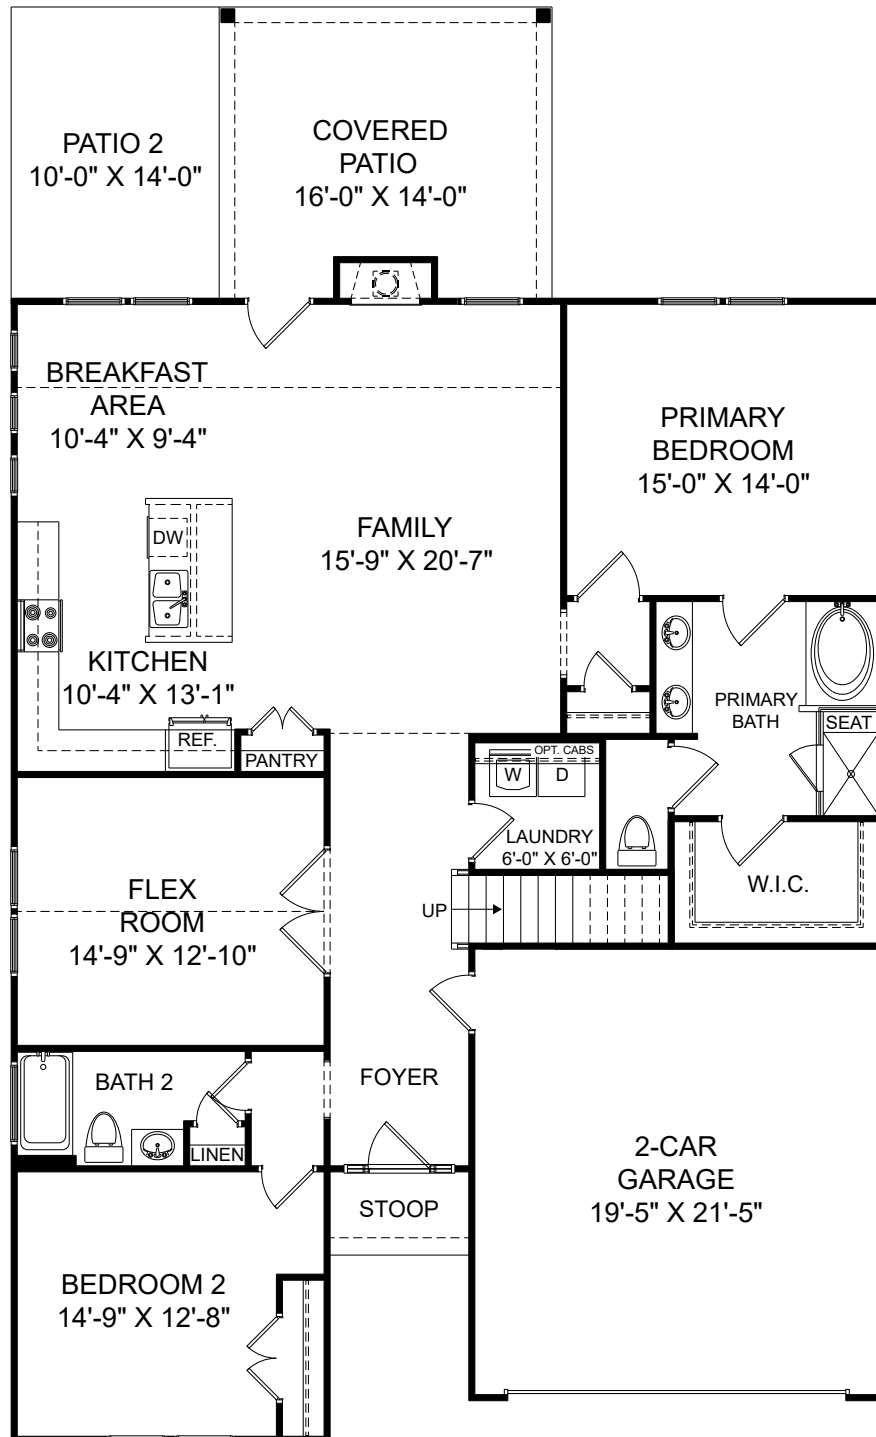 PATIO 2
10'-0" X 14'-0"
COVERED
PATIO
16'-0" X 14'-0"
BREAKFAST
AREA
10'-4" X 9'-4"
PRIMARY
BEDROOM
15'-0" X 14'-0"
DW
FAMILY
15'-9" X 20'-7"
KITCHEN
10'-4" X 13'-1"
REF.
PANTRY
PRIMARY
BATH
SEAT
OPT. CABS
W
D
LAUNDRY
6'-0" X 6'-0"
W.I.C.
UP
FLEX
ROOM
14'-9" X 12'-10"
BATH 2
LINEN
FOYER
STOOP
2-CAR
GARAGE
19'-5" X 21'-5"
BEDROOM 2
14'-9" X 12'-8"